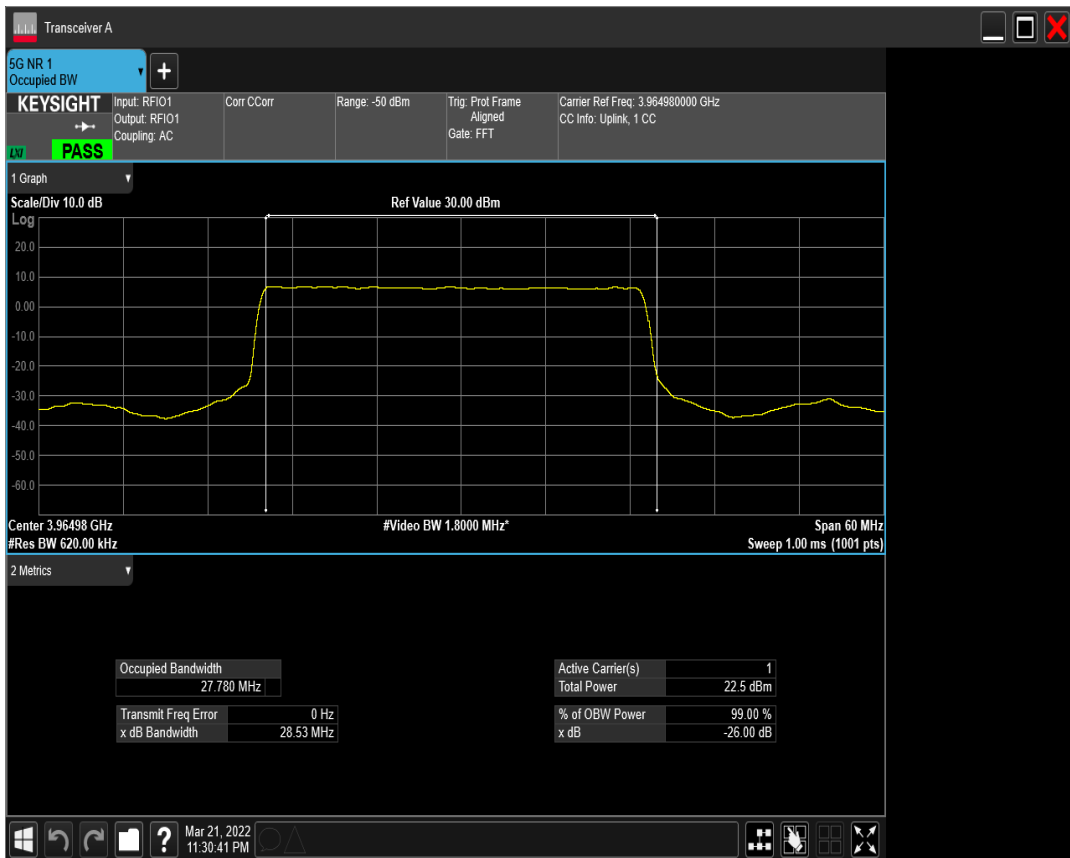 Transceiver A
5G NR 1
Occupied BW
KEYSIGHT
LXI
PASS
Input: RFIO1
Output: RFIO1
Coupling: AC
Corr CCorr
Range: -50 dBm
Trig: Prot Frame
Aligned
Gate: FFT
Carrier Ref Freq: 3.964980000 GHz
CC Info: Uplink, 1 CC
1 Graph
Scale/Div 10.0 dB
Ref Value 30.00 dBm
Log
20.0
10.0
0.00
-10.0
-20.0
-30.0
-40.0
-50.0
-60.0
Center 3.96498 GHz
#Video BW 1.8000 MHz*
Span 60 MHz
#Res BW 620.00 kHz
Sweep 1.00 ms (1001 pts)
2 Metrics
Occupied Bandwidth
27.780 MHz
Transmit Freq Error 0 Hz
x dB Bandwidth 28.53 MHz
Active Carrier(s) 1
Total Power 22.5 dBm
% of OBW Power 99.00 %
x dB -26.00 dB
?
Mar 21, 2022
11:30:41 PM